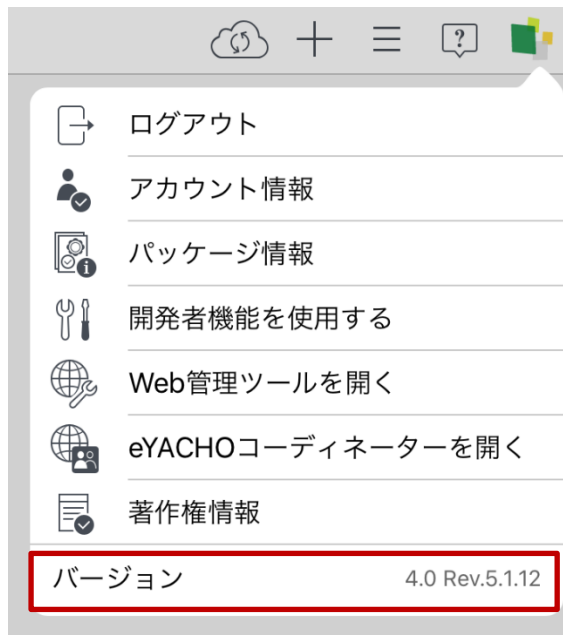 ?
ログアウト
アカウント情報
パッケージ情報
開発者機能を使用する
Web管理ツールを開く
eYACHOコーディネーターを開く
著作権情報
バージョン 4.0 Rev.5.1.12